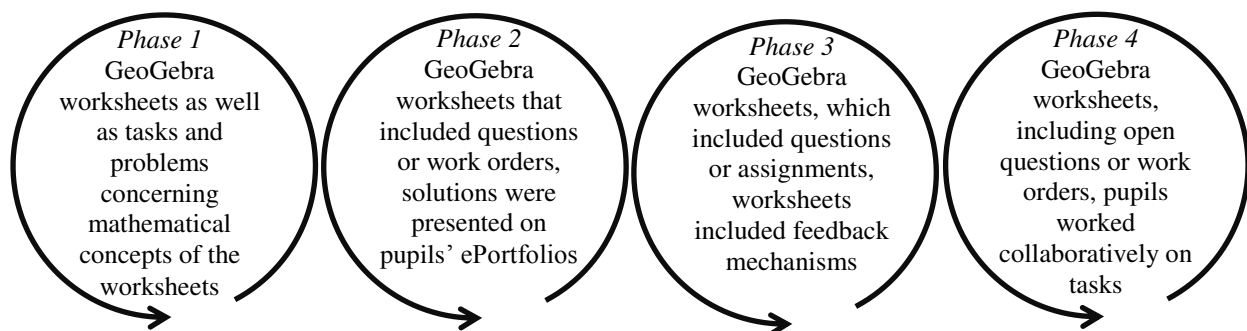 Phase 1
GeoGebra
worksheets as well
as tasks and
problems
concerning
mathematical
concepts of the
worksheets
Phase 2
GeoGebra
worksheets that
included questions
or work orders,
solutions were
presented on
pupils’ ePortfolios
Phase 3
GeoGebra
worksheets, which
included questions
or assignments,
worksheets
included feedback
mechanisms
Phase 4
GeoGebra
worksheets,
including open
questions or work
orders, pupils
worked
collaboratively on
tasks